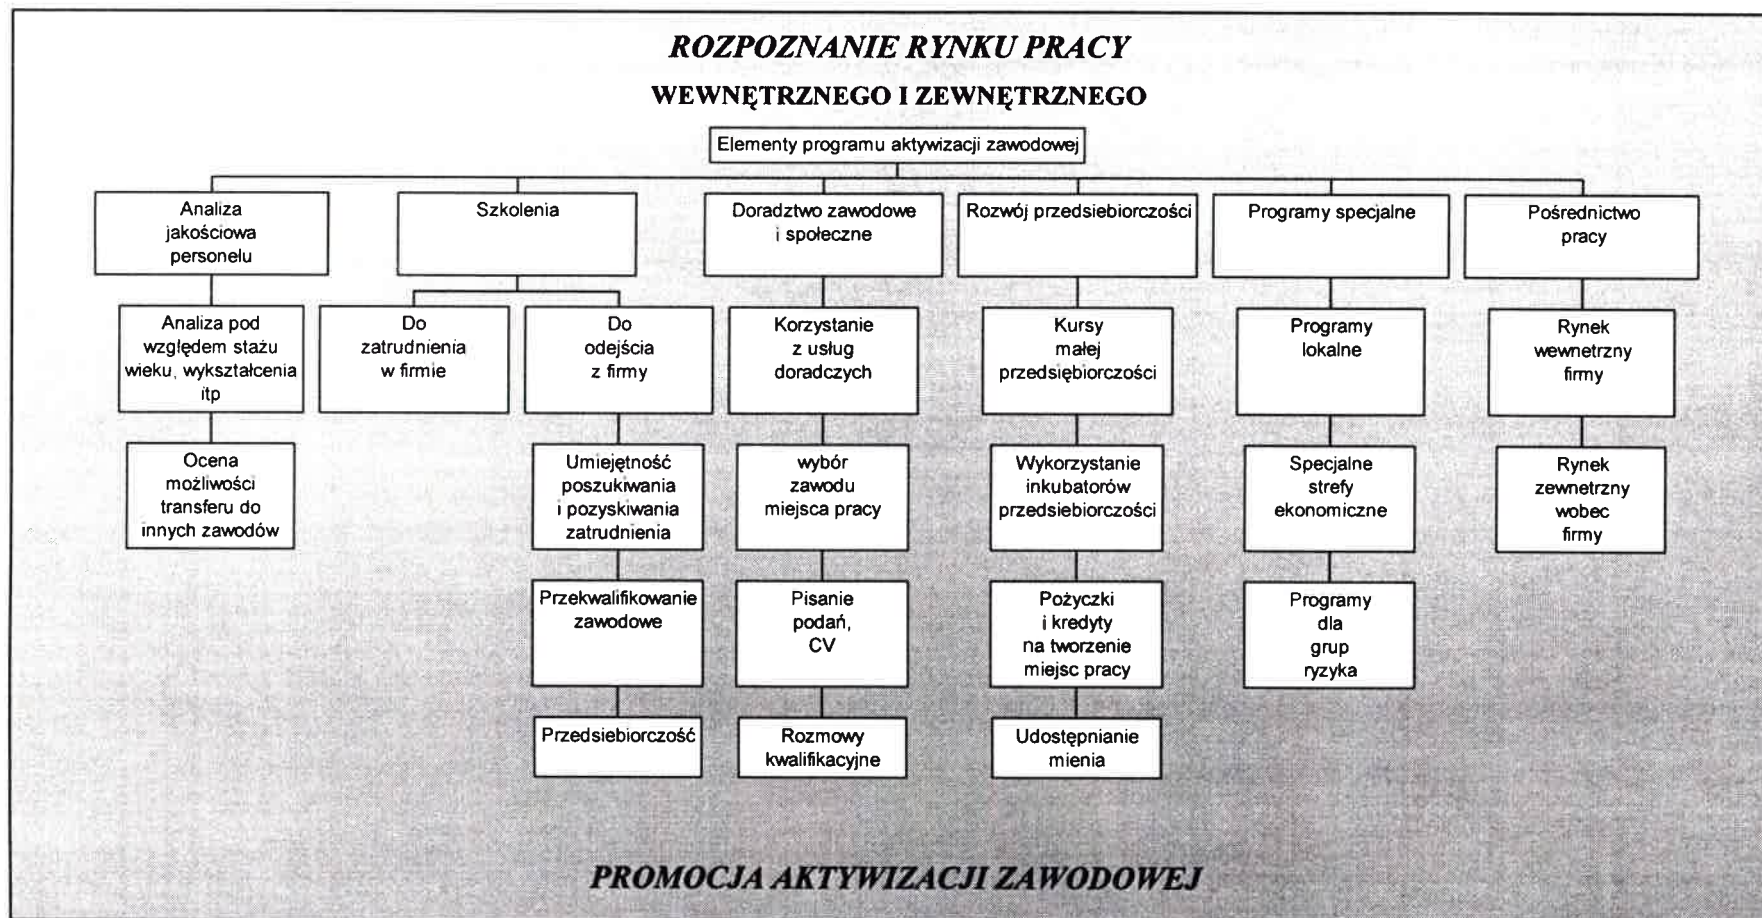 ROZPOZNANIE RYNKU PRACY
WEWNĘTRZNEGO I ZEWNĘTRZNEGO
Elementy programu aktywizacji zawodowej
Analiza
jakościowa
personelu
Szkolenia
Doradztwo zawodowe
i społeczne
Rozwój przedsiebiorczości
Programy specjalne
Pośrednictwo
pracy
Analiza pod
względem stażu
wieku, wykształcenia
itp
Do
zatrudnienia
w firmie
Do
odejścia
z firmy
Korzystanie
z usług
doradczych
Kursy
małej
przedsiębiorczości
Programy
lokalne
Rynek
wewnetrzny
firmy
Ocena
możliwości
transferu do
innych zawodów
Umiejętność
poszukiwania
i pozyskiwania
zatrudnienia
wybór
zawodu
miejsca pracy
Wykorzystanie
inkubatorów
przedsiebiorczości
Specjalne
strefy
ekonomiczne
Rynek
zewnetrzny
wobec
firmy
Przekwalifikowanie
zawodowe
Pisanie
podań,
CV
Pożyczki
i kredyty
na tworzenie
miejsc pracy
Programy
dla
grup
ryzyka
Przedsiebiorczość
Rozmowy
kwalifikacyjne
Udostępnianie
mienia
PROMOCJA AKTYWIZACJI ZAWODOWEJ